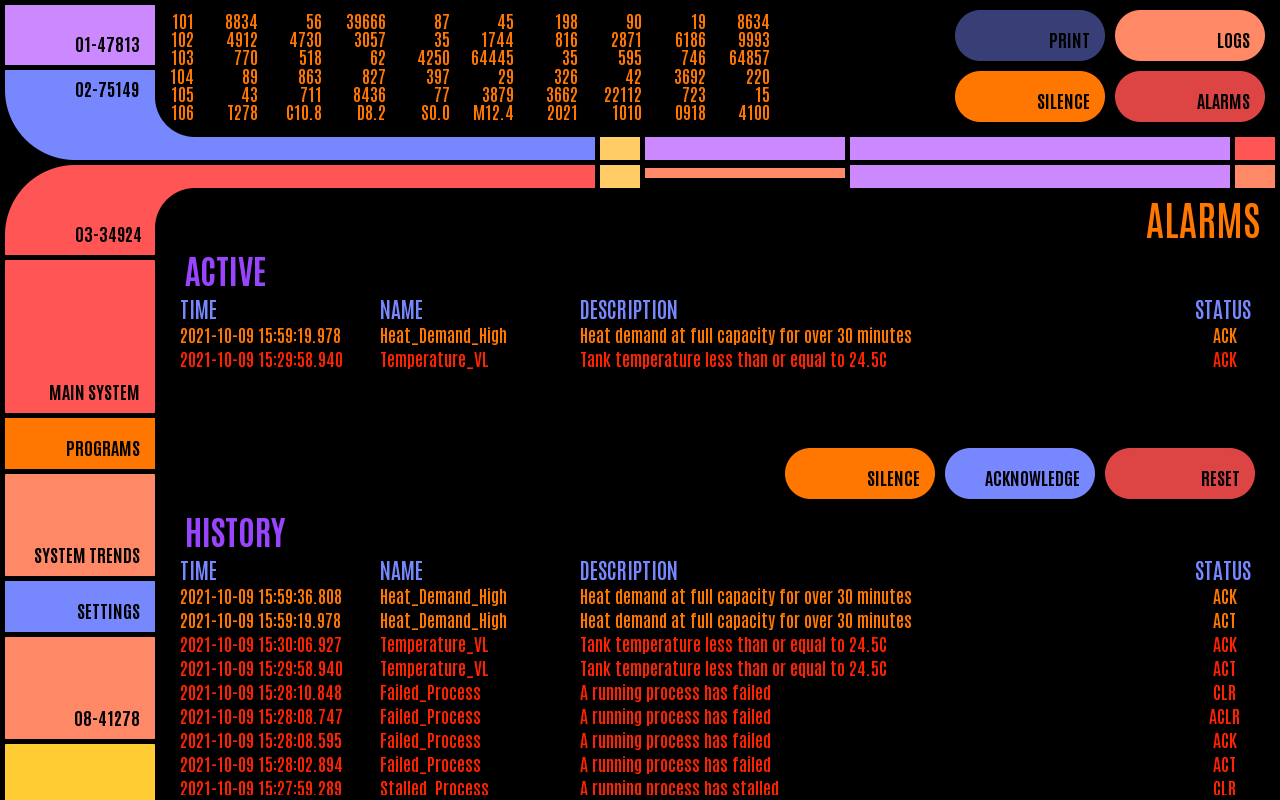 01-47813
02-75149
101 8834 56 39666 87 45 198 90 19 8634
102 4912 4730 3057 35 1744 816 2871 6186 9993
103 770 518 62 4250 64445 35 595 746 64857
104 89 863 827 397 29 326 42 3692 220
105 43 711 8436 77 3879 3662 22112 723 15
106 T278 C10.8 D8.2 S0.0 M12.4 2021 1010 0918 4100
PRINT LOGS
SILENCE ALARMS
03-34924
MAIN SYSTEM
PROGRAMS
SYSTEM TRENDS
SETTINGS
08-41278
ALARMS
ACTIVE
TIME NAME DESCRIPTION STATUS
2021-10-09 15:59:19.978 Heat_Demand_High Heat demand at full capacity for over 30 minutes ACK
2021-10-09 15:29:58.940 Temperature_VL Tank temperature less than or equal to 24.5C ACK
SILENCE ACKNOWLEDGE RESET
HISTORY
TIME NAME DESCRIPTION STATUS
2021-10-09 15:59:36.808 Heat_Demand_High Heat demand at full capacity for over 30 minutes ACK
2021-10-09 15:59:19.978 Heat_Demand_High Heat demand at full capacity for over 30 minutes ACT
2021-10-09 15:30:06.927 Temperature_VL Tank temperature less than or equal to 24.5C ACK
2021-10-09 15:29:58.940 Temperature_VL Tank temperature less than or equal to 24.5C ACT
2021-10-09 15:28:10.848 Failed_Process A running process has failed CLR
2021-10-09 15:28:08.747 Failed_Process A running process has failed ACLR
2021-10-09 15:28:08.595 Failed_Process A running process has failed ACK
2021-10-09 15:28:02.894 Failed_Process A running process has failed ACT
2021-10-09 15:27:59.289 Stalled_Process A running process has stalled CLR